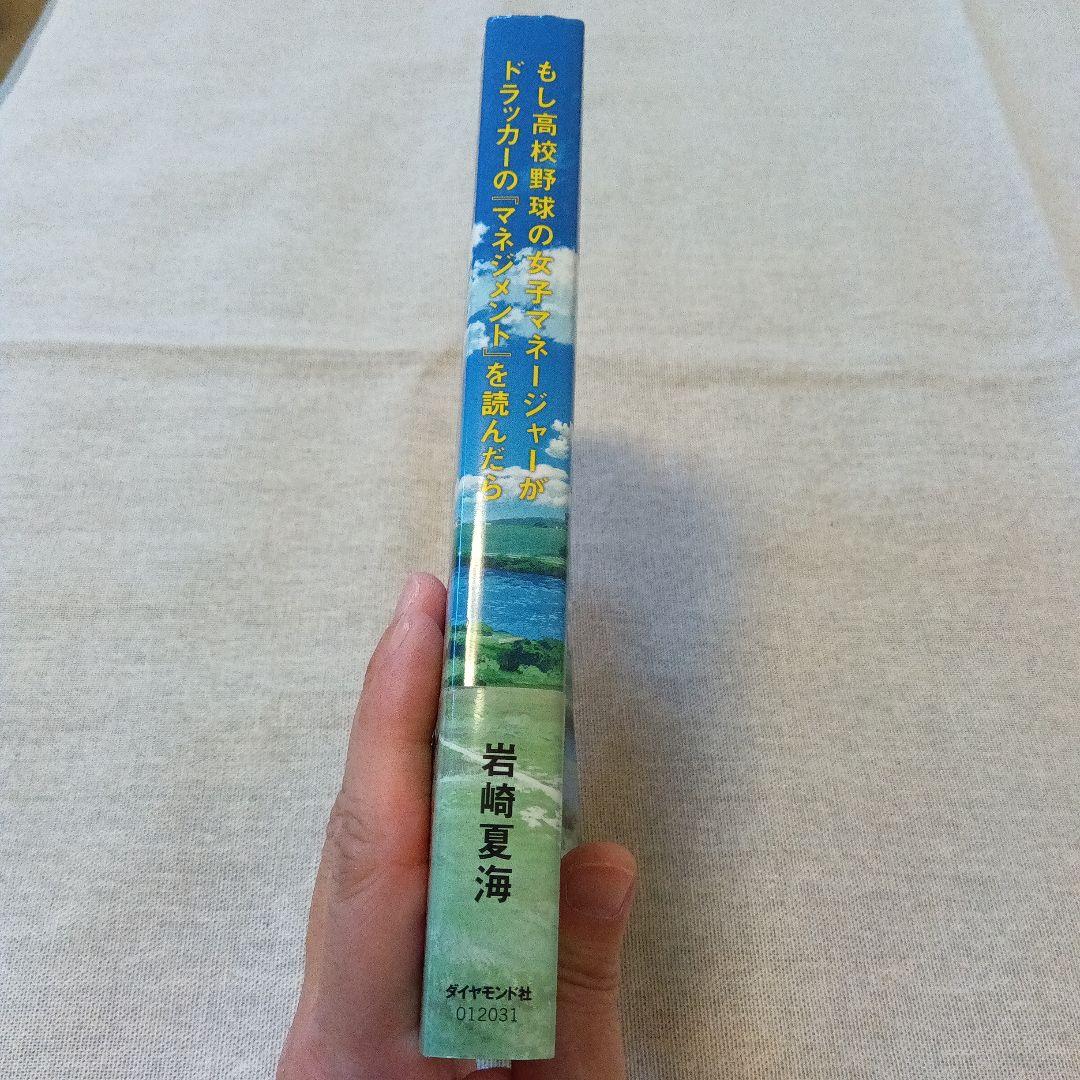 もし高校野球の女子マネージャーが
ドラッカーの『マネジメント』を読んだら
岩崎夏海
ダイヤモンド社
012031